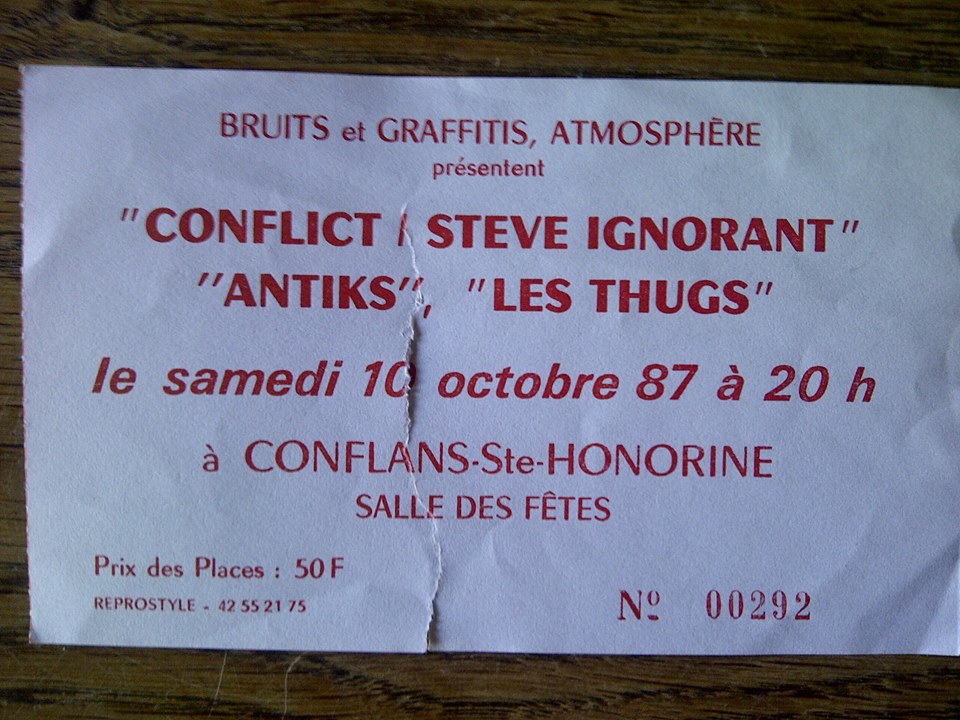 BRUITS et GRAFFITIS, ATMOSPHÈRE
présentent
"CONFLICT / STEVE IGNORANT"
"ANTIKS", "LES THUGS"
le samedi 10 octobre 87 à 20 h
à CONFLANS-Ste-HONORINE
SALLE DES FÊTES
Prix des Places : 50 F
REPROSTYLE - 42 55 21 75
Nº 00292